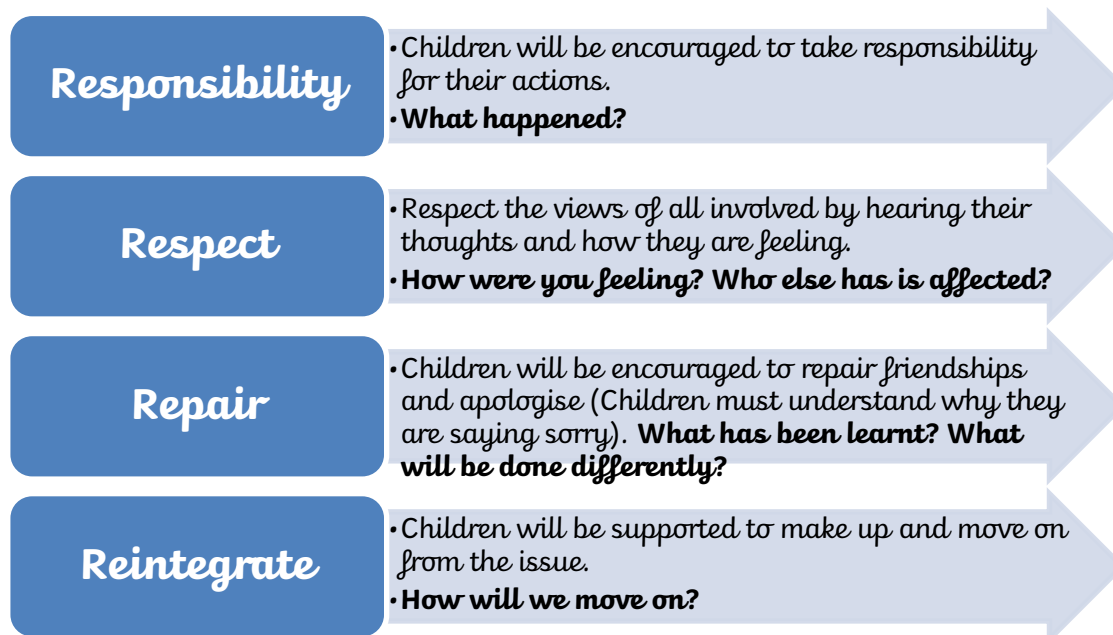 Responsibility
•Children will be encouraged to take responsibility
for their actions.
•What happened?
Respect
•Respect the views of all involved by hearing their
thoughts and how they are feeling.
•How were you feeling? Who else has is affected?
Repair
•Children will be encouraged to repair friendships
and apologise (Children must understand why they
are saying sorry). What has been learnt? What
will be done differently?
Reintegrate
•Children will be supported to make up and move on
from the issue.
•How will we move on?